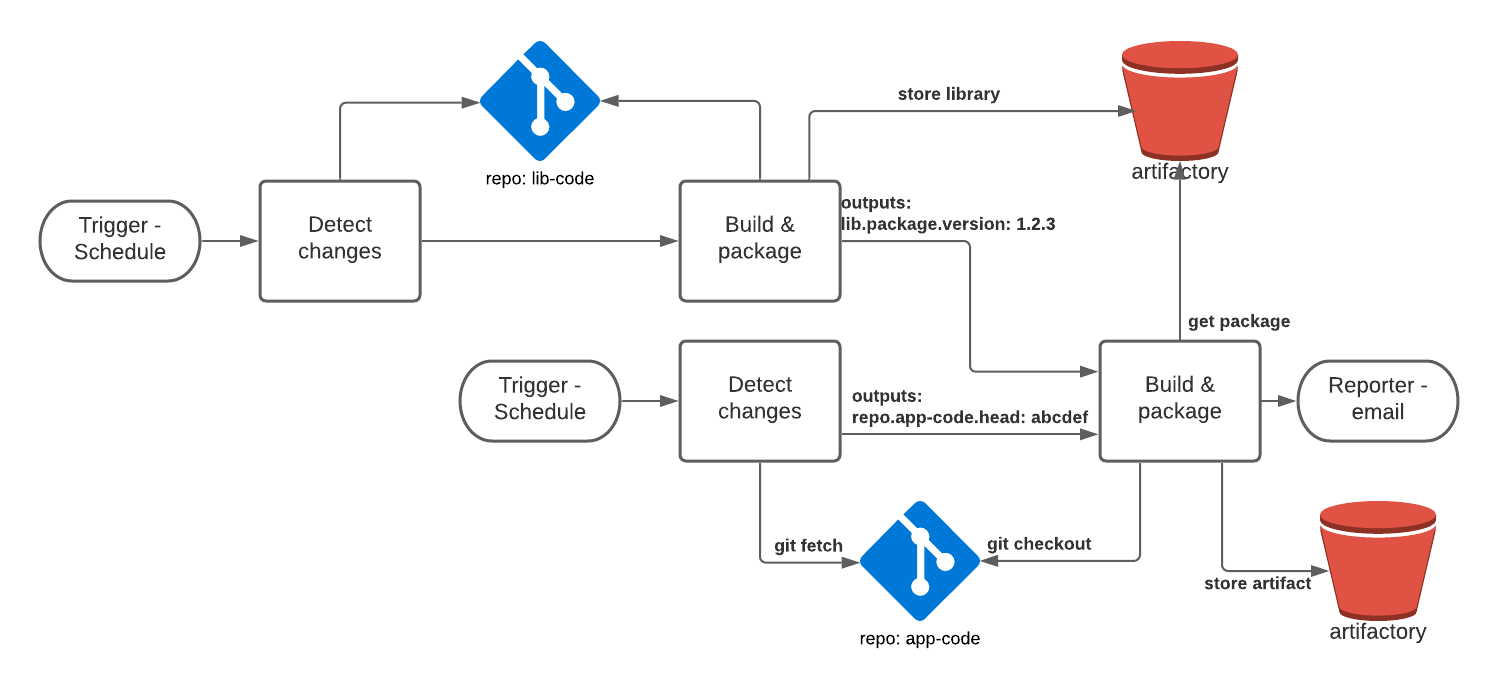 store library
repo: lib-code
artifactory
Trigger -
Schedule
Detect
changes
Build &
package
outputs:
lib.package.version: 1.2.3
get package
Trigger -
Schedule
Detect
changes
outputs:
repo.app-code.head: abcdef
Build &
package
Reporter -
email
git fetch
git checkout
store artifact
repo: app-code
artifactory